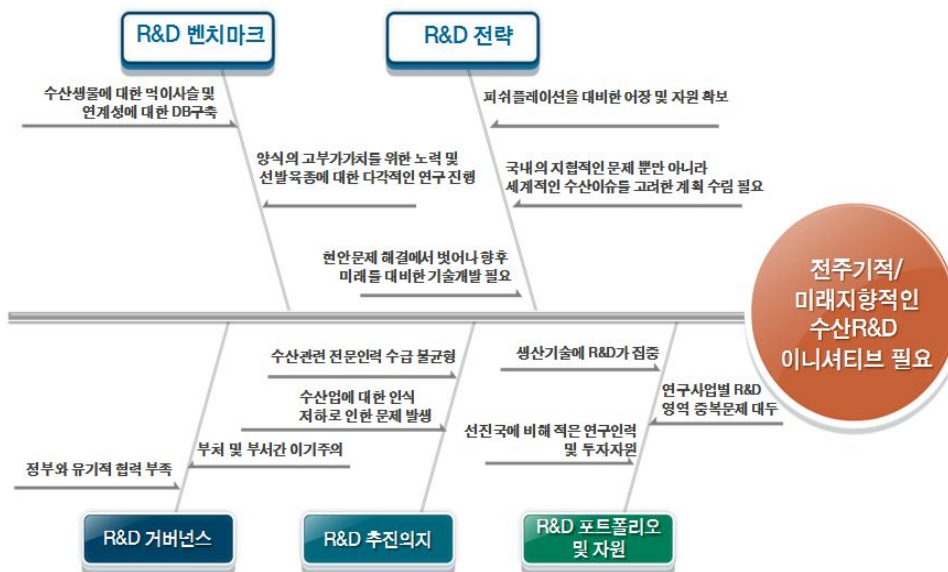 R&D 벤치마크
R&D 전략
수산생물에 대한 먹이사슬 및
연계성에 대한 DB구축
양식의 고부가가치를 위한 노력 및
선발육종에 대한 다각적인 연구 진행
피쉬플레이션을 대비한 어장 및 자원 확보
국내의 지협적인 문제 뿐만 아니라
세계적인 수산이슈를 고려한 계획 수립 필요
현안문제 해결에서 벗어나 향후
미래를 대비한 기술개발 필요
전주기적/
미래지향적인
수산R&D
이니셔티브 필요
수산관련 전문인력 수급 불균형
수산업에 대한 인식
저하로 인한 문제 발생
부처 및 부서간 이기주의
정부와 유기적 협력 부족
생산기술에 R&D가 집중
연구사업별 R&D
영역 중복문제 대두
선진국에 비해 적은 연구인력
및 투자자원
R&D 거버넌스
R&D 추진의지
R&D 포트폴리오
및 자원